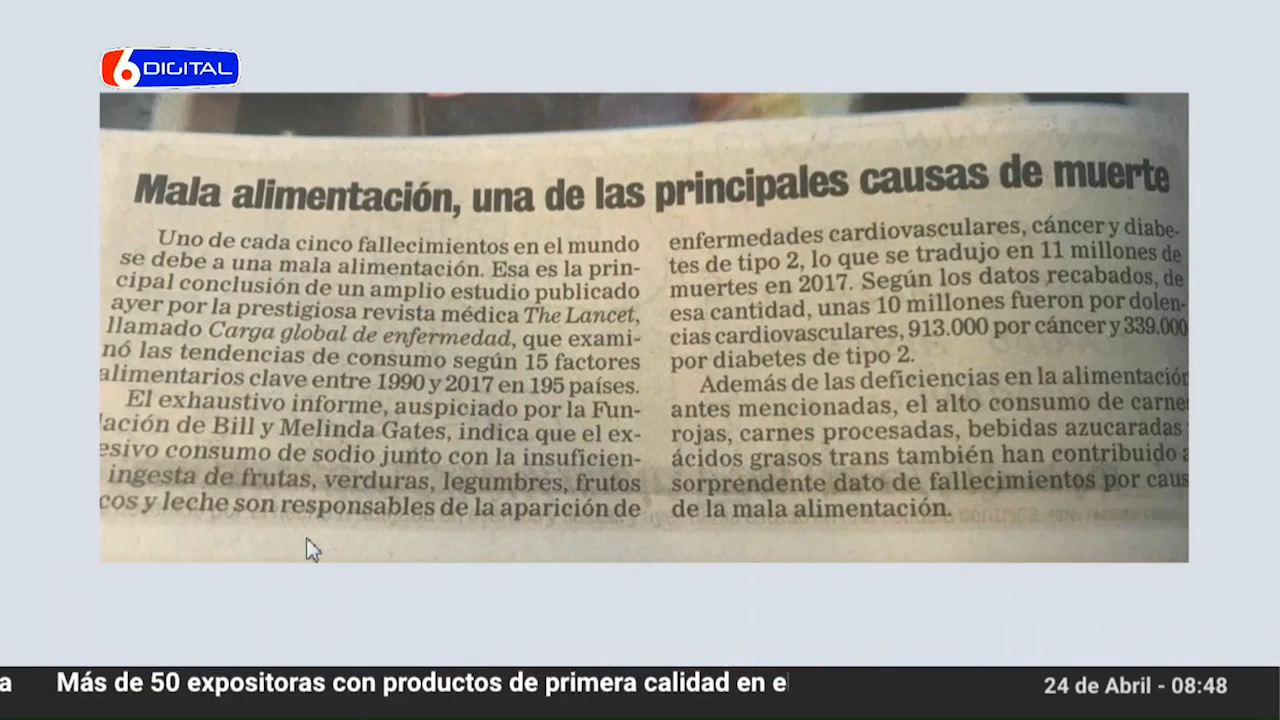 6 DIGITAL
Mala alimentación, una de las principales causas de muerte
Uno de cada cinco fallecimientos en el mundo
se debe a una mala alimentación. Esa es la prin-
cipal conclusión de un amplio estudio publicado
ayer por la prestigiosa revista médica The Lancet,
llamado Carga global de enfermedad, que exami-
nó las tendencias de consumo según 15 factores
alimentarios clave entre 1990 y 2017 en 195 países.
El exhaustivo informe, auspiciado por la Fun-
dación de Bill y Melinda Gates, indica que el ex-
esivo consumo de sodio junto con la insuficien-
ingesta de frutas, verduras, legumbres, frutos
cos y leche son responsables de la aparición de
enfermedades cardiovasculares, cáncer y diabe-
tes de tipo 2, lo que se tradujo en 11 millones de
muertes en 2017. Según los datos recabados, de
esa cantidad, unas 10 millones fueron por dolen-
cias cardiovasculares, 913.000 por cáncer y 339.000
por diabetes de tipo 2.
Además de las deficiencias en la alimentación
antes mencionadas, el alto consumo de carnes
rojas, carnes procesadas, bebidas azucaradas
ácidos grasos trans también han contribuido a
sorprendente dato de fallecimientos por caus
de la mala alimentación.
a Más de 50 expositoras con productos de primera calidad en e
24 de Abril - 08:48